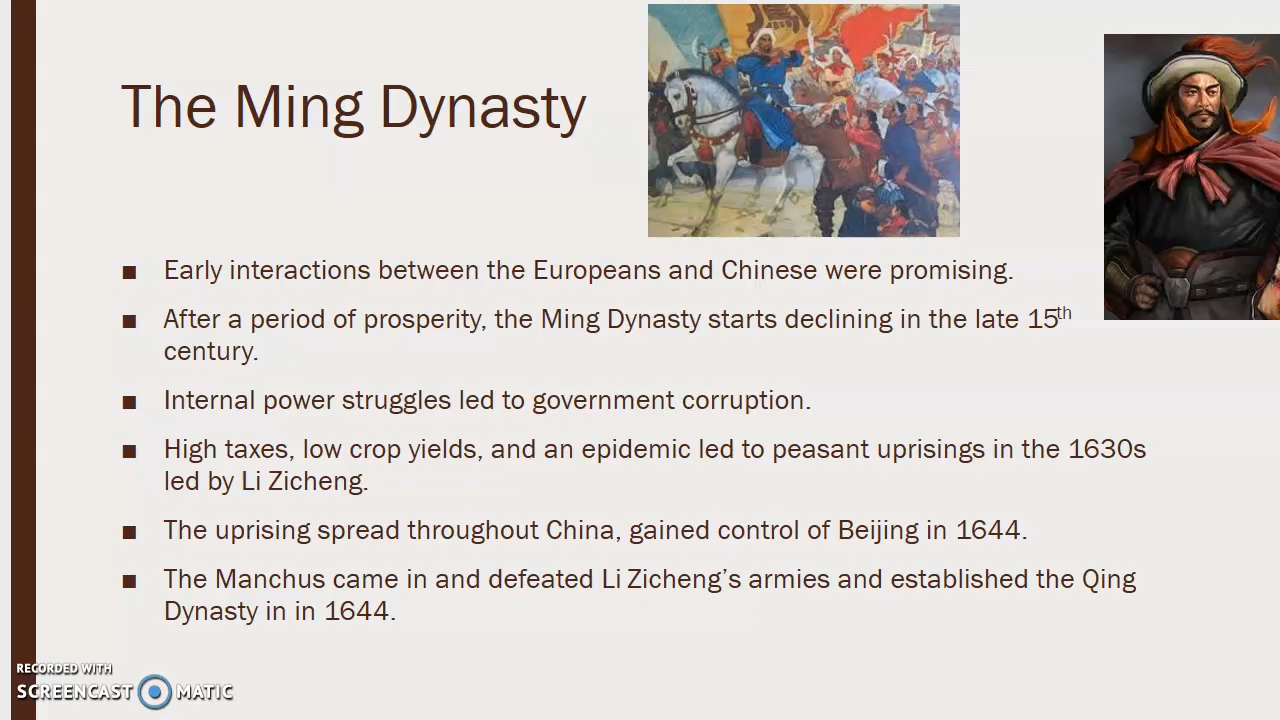 The Ming Dynasty
■ Early interactions between the Europeans and Chinese were promising.
■ After a period of prosperity, the Ming Dynasty starts declining in the late 15th
century.
■ Internal power struggles led to government corruption.
■ High taxes, low crop yields, and an epidemic led to peasant uprisings in the 1630s
led by Li Zicheng.
■ The uprising spread throughout China, gained control of Beijing in 1644.
■ The Manchus came in and defeated Li Zicheng’s armies and established the Qing
Dynasty in in 1644.
RECORDED WITH
SCREENCAST MATIC